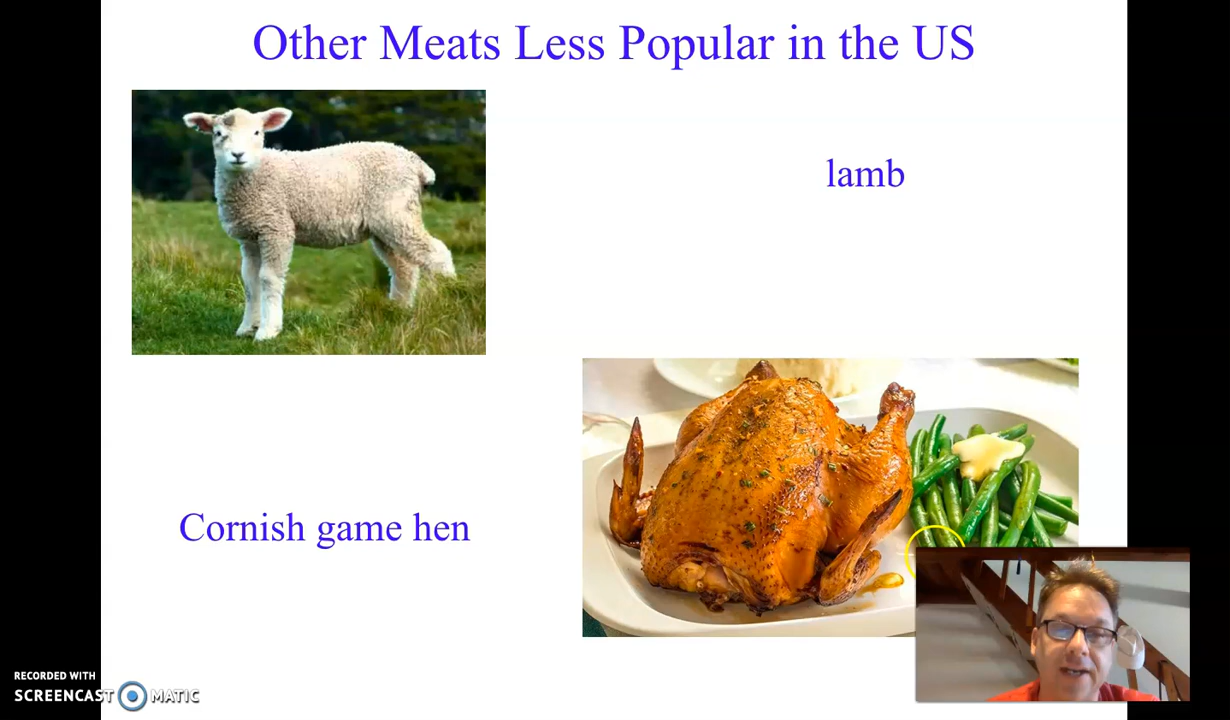 Other Meats Less Popular in the US
lamb
Cornish game hen
RECORDED WITH
SCREENCAST MATIC